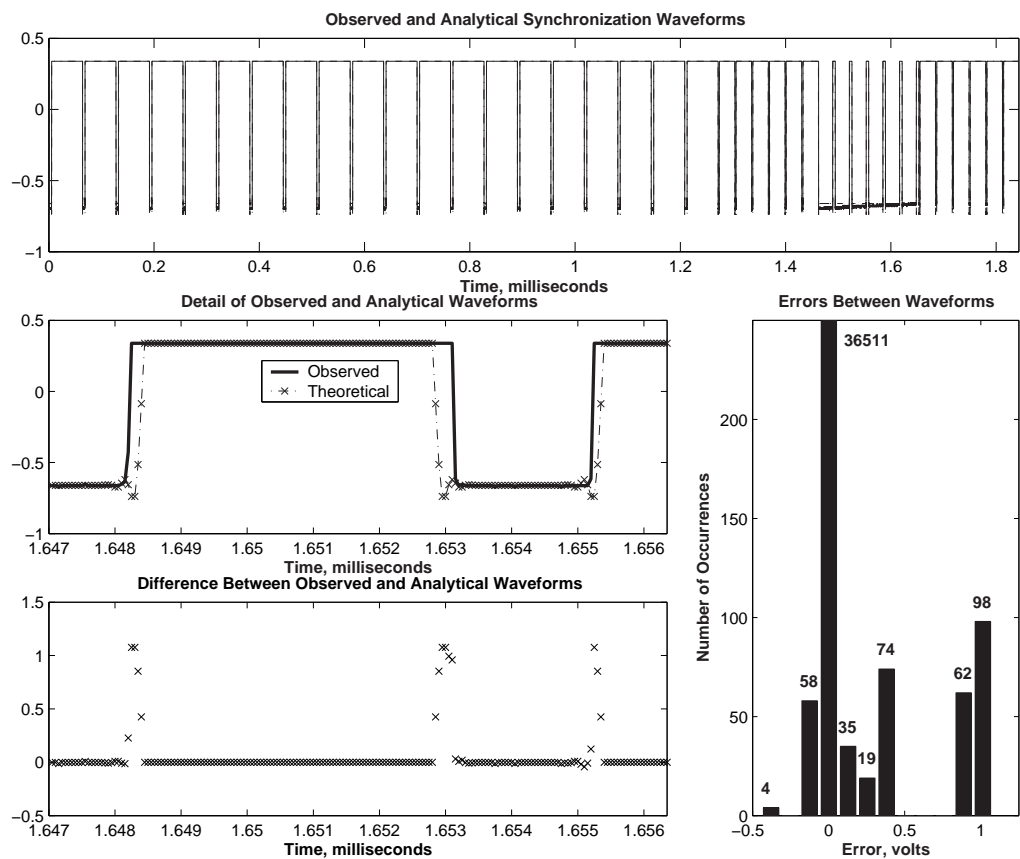 Observed and Analytical Synchronization Waveforms
0.5
0
−0.5
−1
0 0.2 0.4 0.6 0.8 1 1.2 1.4 1.6 1.8
Time, milliseconds
Detail of Observed and Analytical Waveforms
0.5
0
−0.5
−1
Observed
Theoretical
1.647 1.648 1.649 1.65 1.651 1.652 1.653 1.654 1.655 1.656
Time, milliseconds
Difference Between Observed and Analytical Waveforms
1.5
1
0.5
0
−0.5
1.647 1.648 1.649 1.65 1.651 1.652 1.653 1.654 1.655 1.656
Time, milliseconds
Errors Between Waveforms
Number of Occurrences
200
150
100
50
0
36511
4
58
35
19
74
62
98
−0.5 0 0.5 1
Error, volts